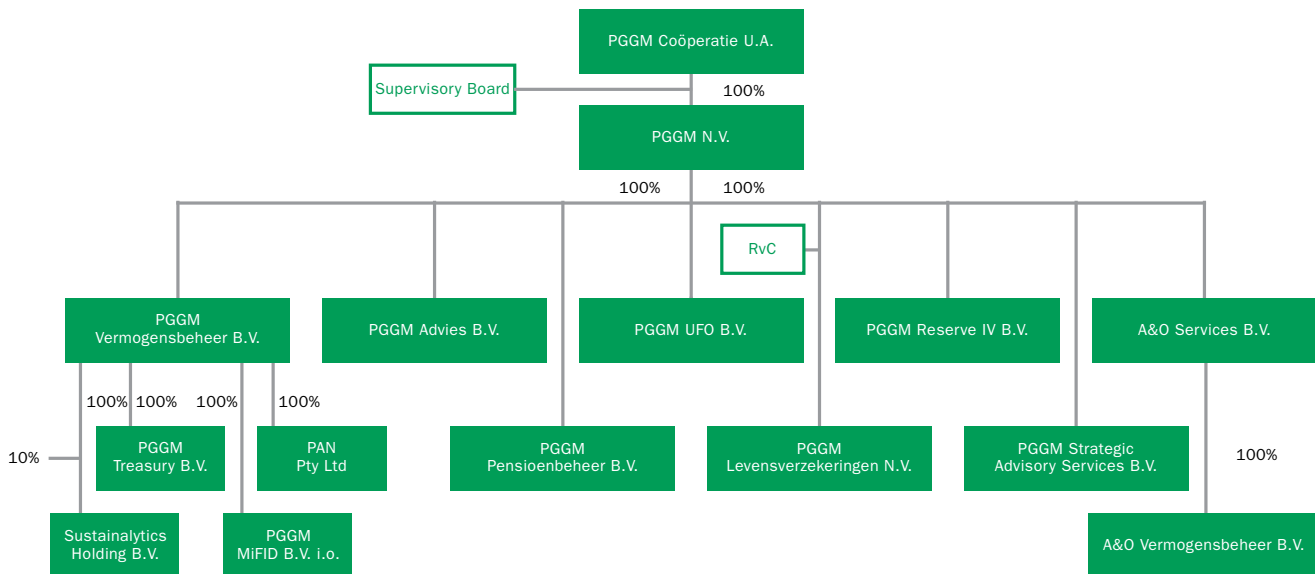 PGGM Coöperatie U.A.
Supervisory Board
100%
PGGM N.V.
100%
100%
RvC
PGGM
Vermogensbeheer B.V.
PGGM Advies B.V.
PGGM UFO B.V.
PGGM Reserve IV B.V.
A&O Services B.V.
100%
100%
100%
100%
10%
PGGM
Treasury B.V.
PAN
Pty Ltd
PGGM
Pensioenbeheer B.V.
PGGM
Levensverzekeringen N.V.
PGGM Strategic
Advisory Services B.V.
100%
Sustainalytics
Holding B.V.
PGGM
MiFID B.V. i.o.
A&O Vermogensbeheer B.V.